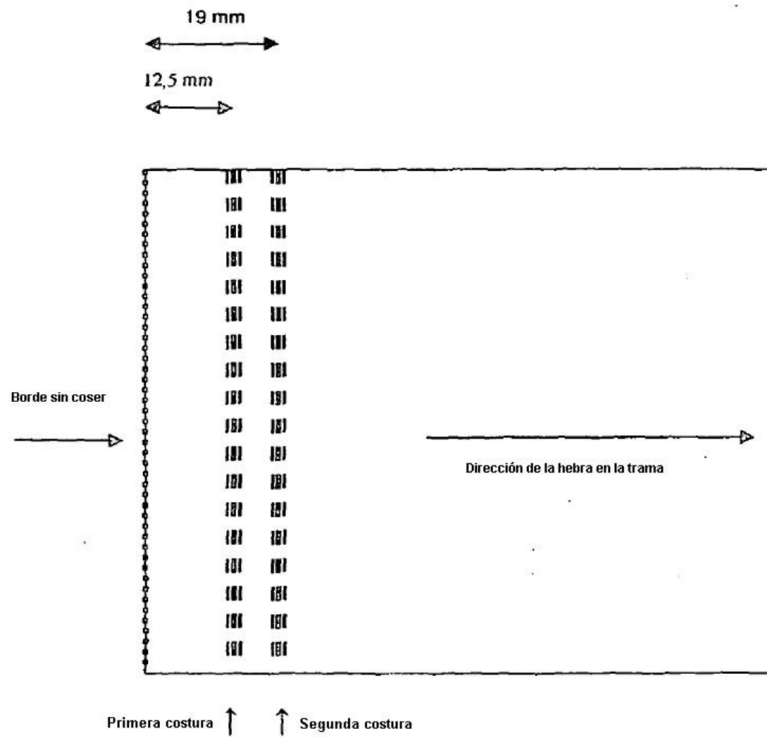 19 mm
12,5 mm
Borde sin coser
Dirección de la hebra en la trama
Primera costura
Segunda costura